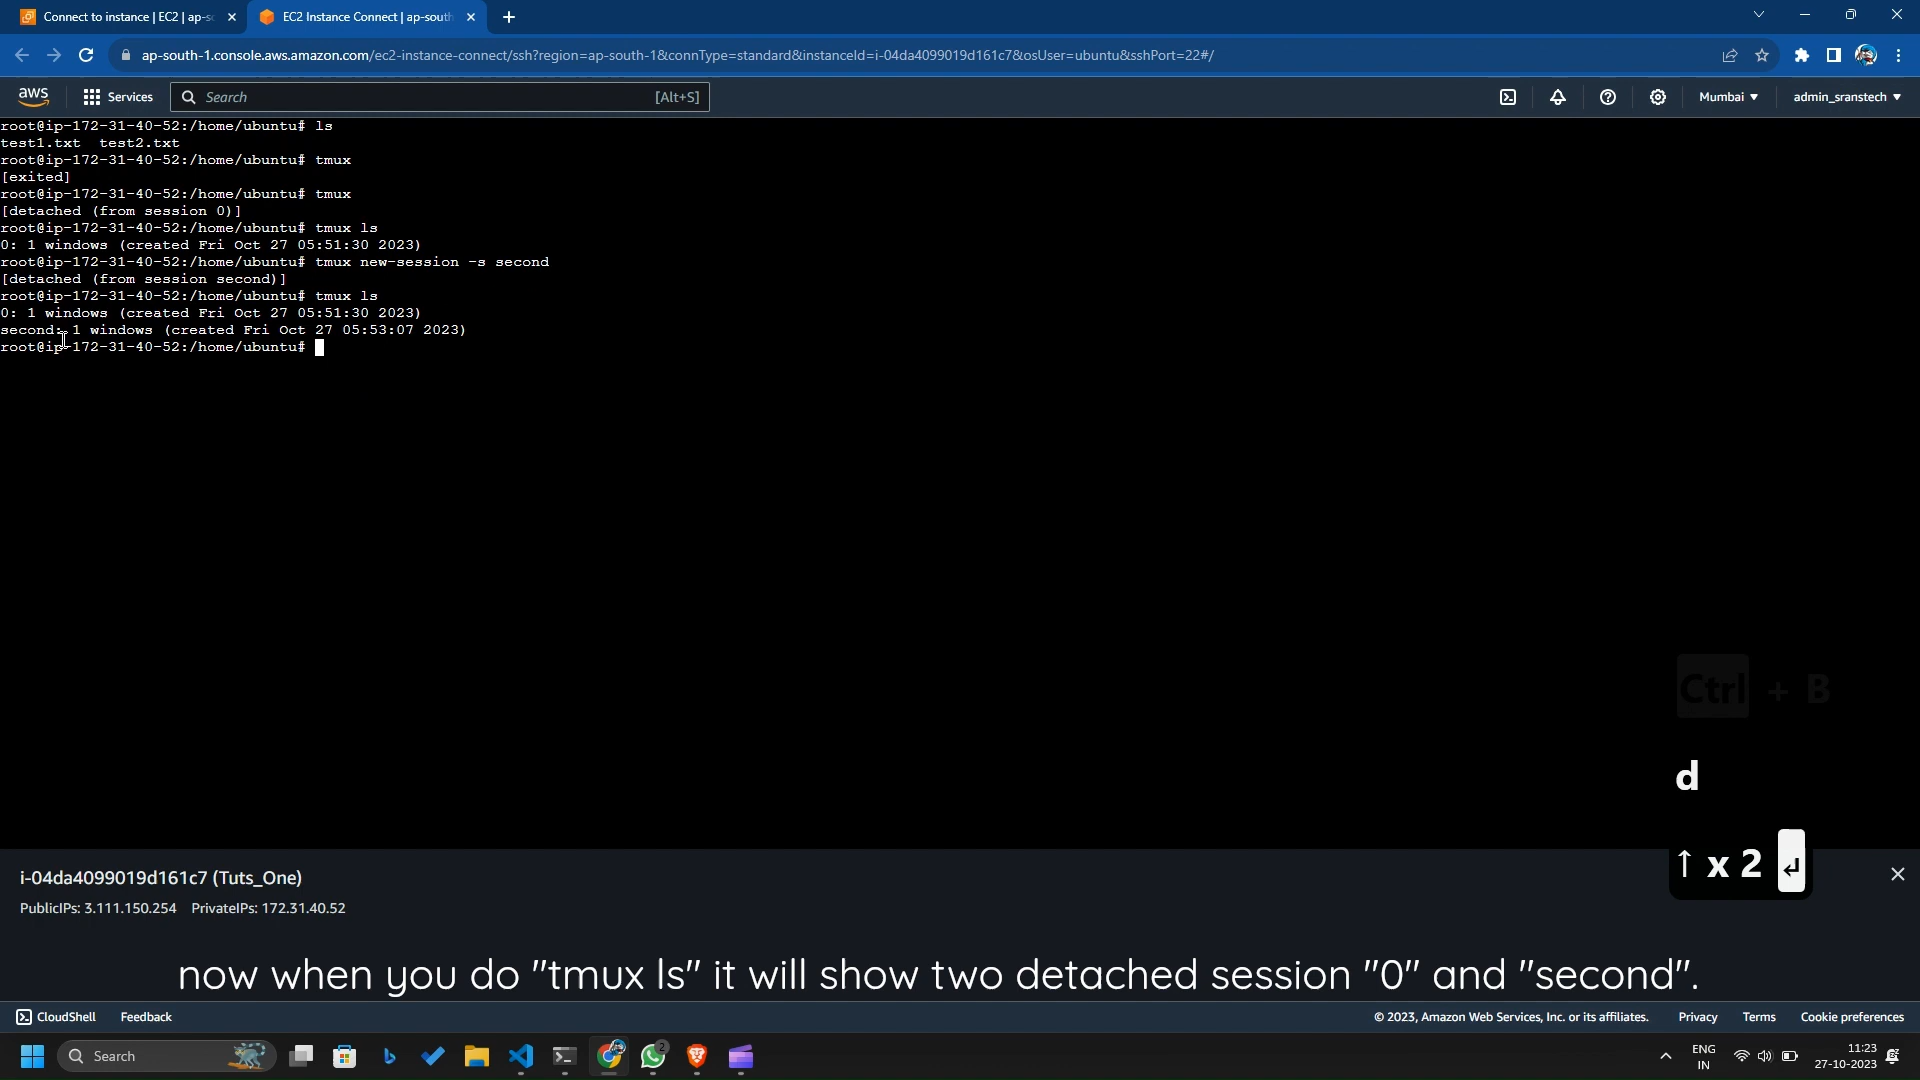 Connect to instance | EC2 | ap-s
EC2 Instance Connect | ap-south
ap-south-1.console.aws.amazon.com/ec2-instance-connect/ssh?region=ap-south-1&connType=standard&instanceId=i-04da4099019d161c7&osUser=ubuntu&sshPort=22#/
aws
Services
Search
[Alt+S]
Mumbai
admin_sranstech
root@ip-172-31-40-52:/home/ubuntu# ls
test1.txt  test2.txt
root@ip-172-31-40-52:/home/ubuntu# tmux
[exited]
root@ip-172-31-40-52:/home/ubuntu# tmux
[detached (from session 0)]
root@ip-172-31-40-52:/home/ubuntu# tmux ls
0: 1 windows (created Fri Oct 27 05:51:30 2023)
root@ip-172-31-40-52:/home/ubuntu# tmux new-session -s second
[detached (from session second)]
root@ip-172-31-40-52:/home/ubuntu# tmux ls
0: 1 windows (created Fri Oct 27 05:51:30 2023)
second: 1 windows (created Fri Oct 27 05:53:07 2023)
root@ip-172-31-40-52:/home/ubuntu#
Ctrl + B
d
↑ x 2 ↵
i-04da4099019d161c7 (Tuts_One)
PublicIPs: 3.111.150.254  PrivateIPs: 172.31.40.52
now when you do "tmux ls" it will show two detached session "0" and "second".
CloudShell
Feedback
© 2023, Amazon Web Services, Inc. or its affiliates.
Privacy
Terms
Cookie preferences
Search
2
ENG
IN
11:23
27-10-2023